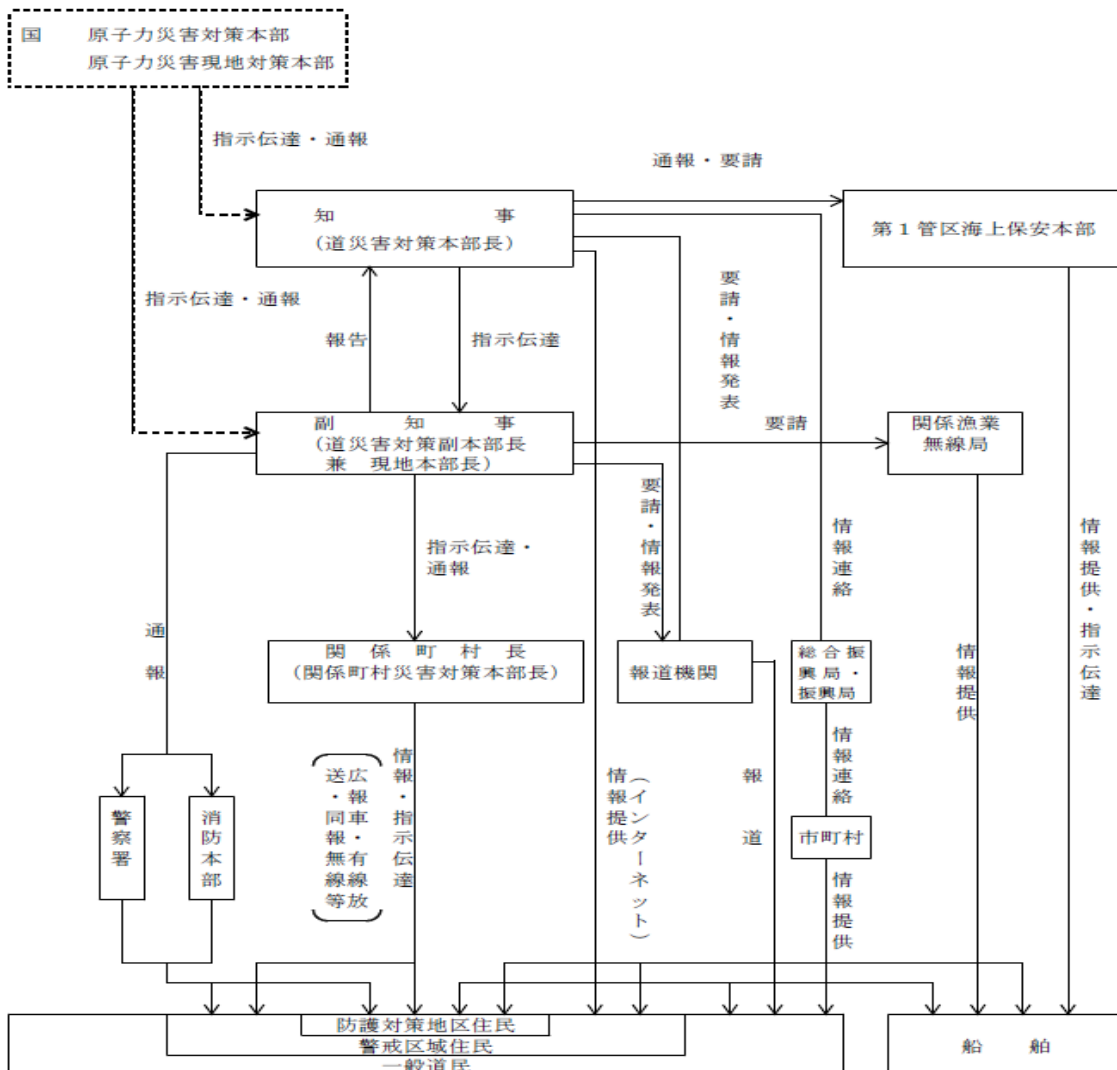 国　原子力災害対策本部
原子力災害現地対策本部
指示伝達・通報
通報・要請
知　事
(道災害対策本部長)
第１管区海上保安本部
指示伝達・通報
報告
指示伝達
要請・情報発表
副　知　事
(道災害対策副本部長
兼　現地本部長)
要請
関係漁業
無線局
要請・情報発表
情報連絡
指示伝達・
通報
通報
情報提供・指示伝達
情報提供
関　係　町　村　長
(関係町村災害対策本部長)
報道機関
総合振
興局・
振興局
情報・指示伝達
広報車・有線放
送・同報・無線等
情報提供
(インターネット)
報道
情報連絡
警察署
消防本部
市町村
情報提供
防護対策地区住民
警戒区域住民
一般道民
船　舶